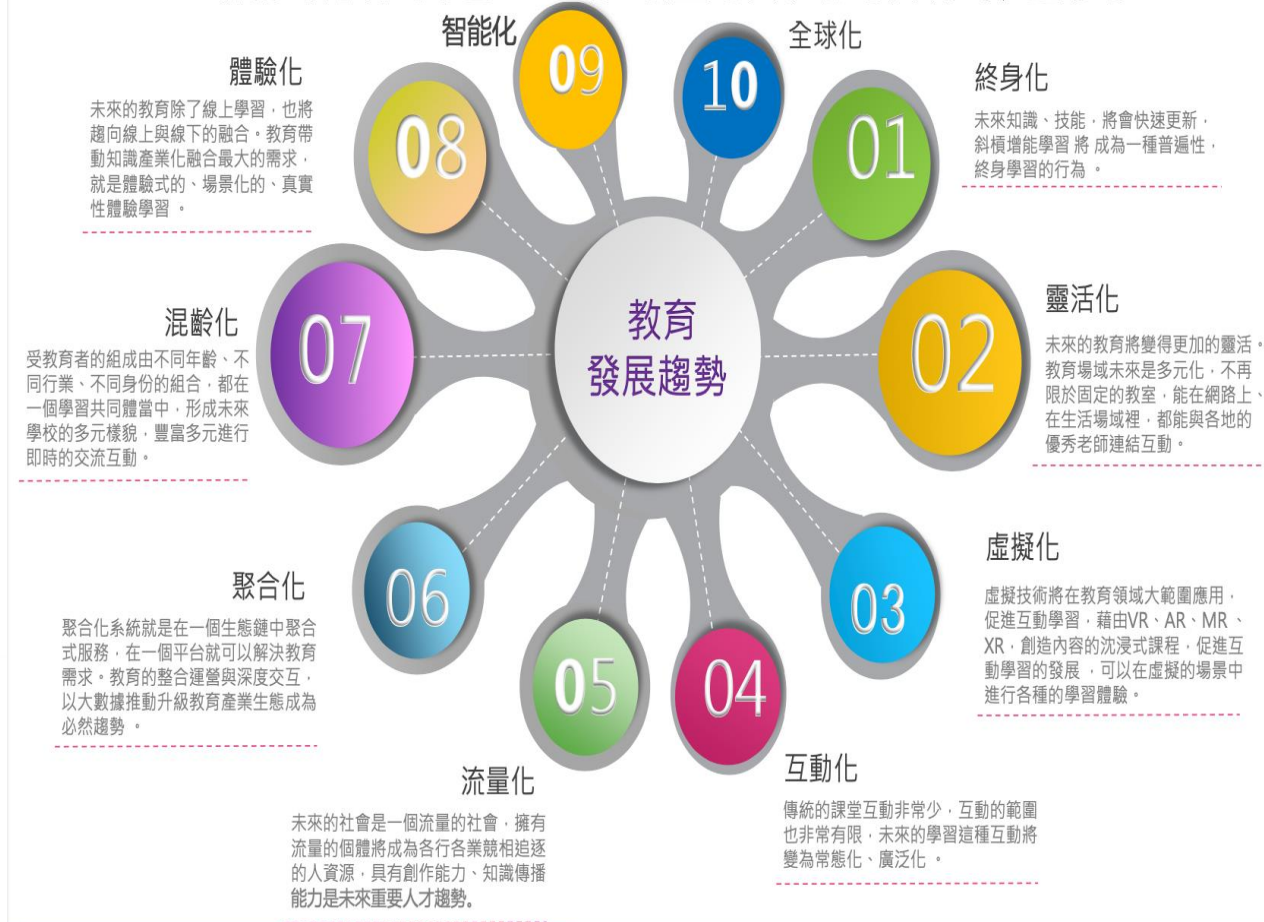 教育
發展趨勢
01
終身化
未來知識、技能，將會快速更新，
斜槓增能學習 將 成為一種普遍性，
終身學習的行為 。
02
靈活化
未來的教育將變得更加的靈活。
教育場域未來是多元化，不再
限於固定的教室，能在網路上、
在生活場域裡，都能與各地的
優秀老師連結互動。
03
虛擬化
虛擬技術將在教育領域大範圍應用，
促進互動學習，藉由VR、AR、MR 、
XR，創造內容的沈浸式課程，促進互
動學習的發展 ，可以在虛擬的場景中
進行各種的學習體驗。
04
互動化
傳統的課堂互動非常少，互動的範圍
也非常有限，未來的學習這種互動將
變為常態化、廣泛化 。
05
流量化
未來的社會是一個流量的社會，擁有
流量的個體將成為各行各業競相追逐
的人資源，具有創作能力、知識傳播
能力是未來重要人才趨勢。
06
聚合化
聚合化系統就是在一個生態鏈中聚合
式服務，在一個平台就可以解決教育
需求。教育的整合運營與深度交互，
以大數據推動升級教育產業生態成為
必然趨勢 。
07
混齡化
受教育者的組成由不同年齡、不
同行業、不同身份的組合，都在
一個學習共同體當中，形成未來
學校的多元樣貌，豐富多元進行
即時的交流互動。
08
體驗化
未來的教育除了線上學習，也將
趨向線上與線下的融合。教育帶
動知識產業化融合最大的需求，
就是體驗式的、場景化的、真實
性體驗學習 。
09
智能化
10
全球化